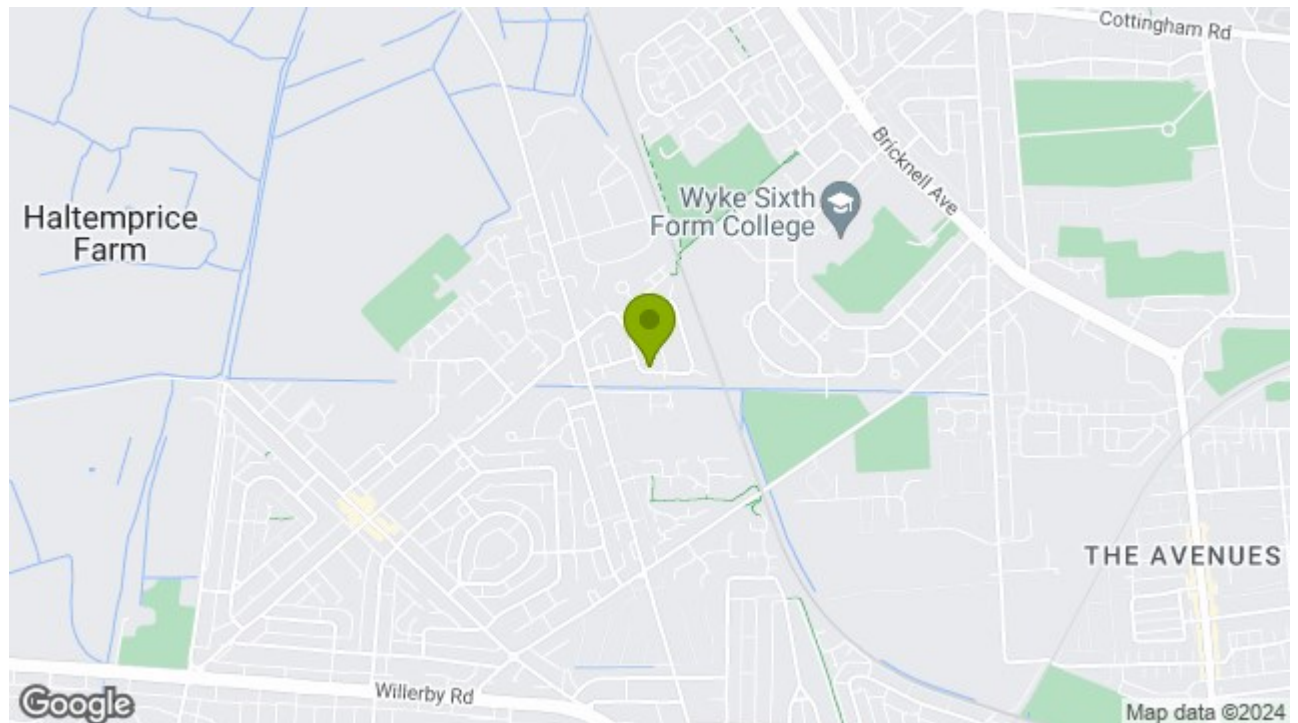 Cottingham Rd
Bricknell Ave
Wyke Sixth
Form College
Haltemprice
Farm
THE AVENUES
Willerby Rd
Google
Map data ©2024